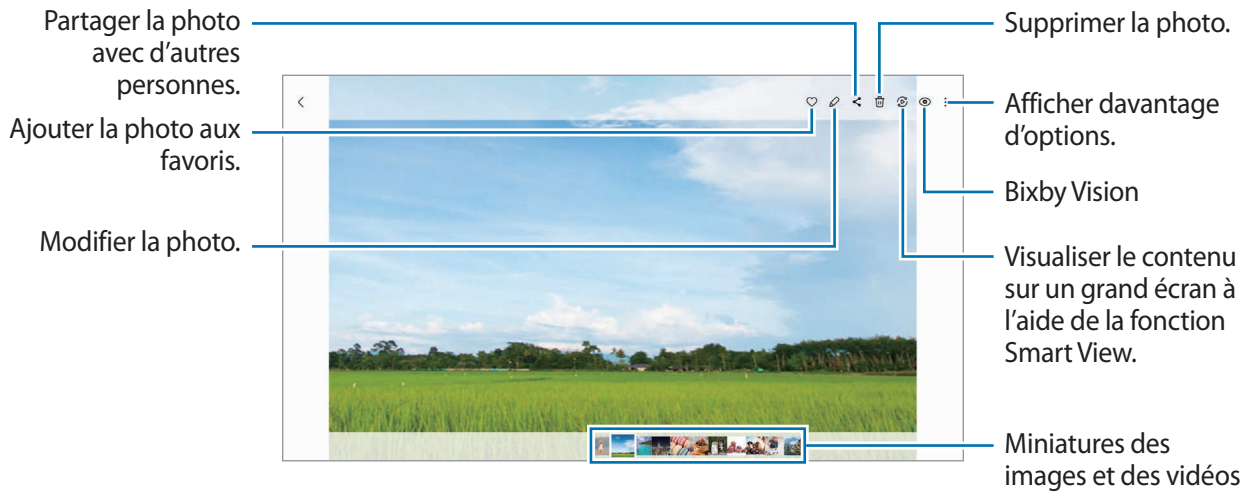 Partager la photo
avec d'autres
personnes.
Ajouter la photo aux
favoris.
Modifier la photo.
Supprimer la photo.
Afficher davantage
d'options.
Bixby Vision
Visualiser le contenu
sur un grand écran à
l'aide de la fonction
Smart View.
Miniatures des
images et des vidéos